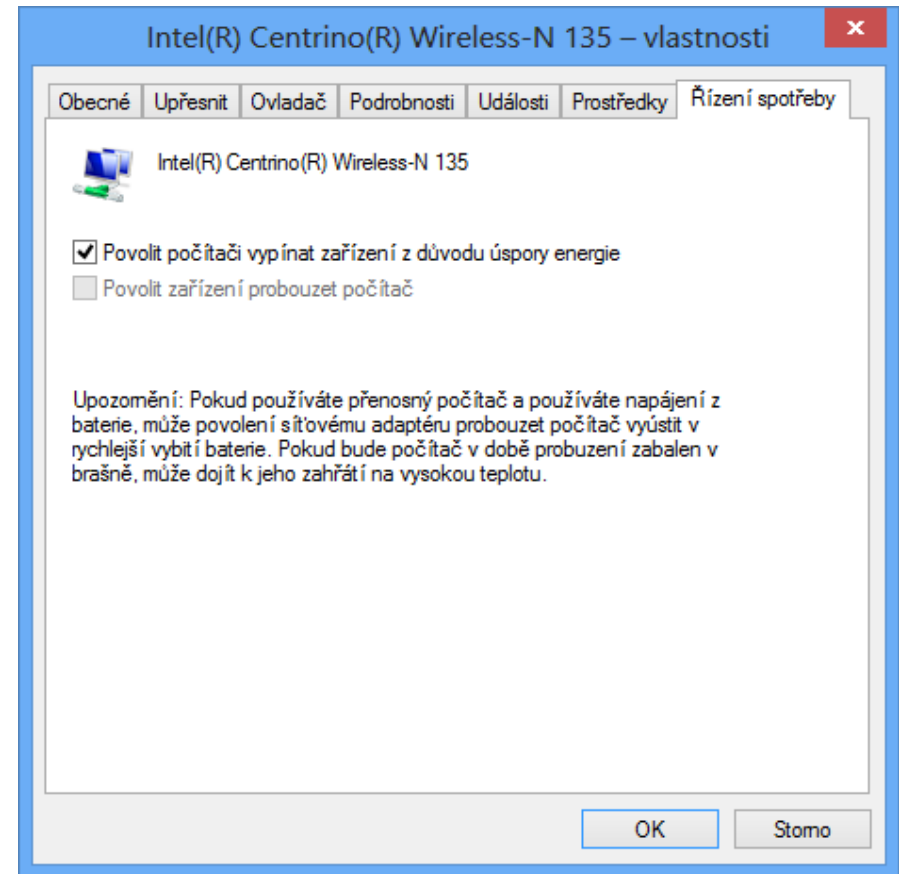 Intel(R) Centrino(R) Wireless-N 135 – vlastnosti
Obecné Upřesnit Ovladač Podrobnosti Události Prostředky Řízení spotřeby
Intel(R) Centrino(R) Wireless-N 135
Povolit počítači vypínat zařízení z důvodu úspory energie
Povolit zařízení probouzet počítač
Upozornění: Pokud používáte přenosný počítač a používáte napájení z
baterie, může povolení síťovému adaptéru probouzet počítač vyústit v
rychlejší vybití baterie. Pokud bude počítač v době probuzení zabalen v
brašně, může dojít k jeho zahřátí na vysokou teplotu.
OK Storno